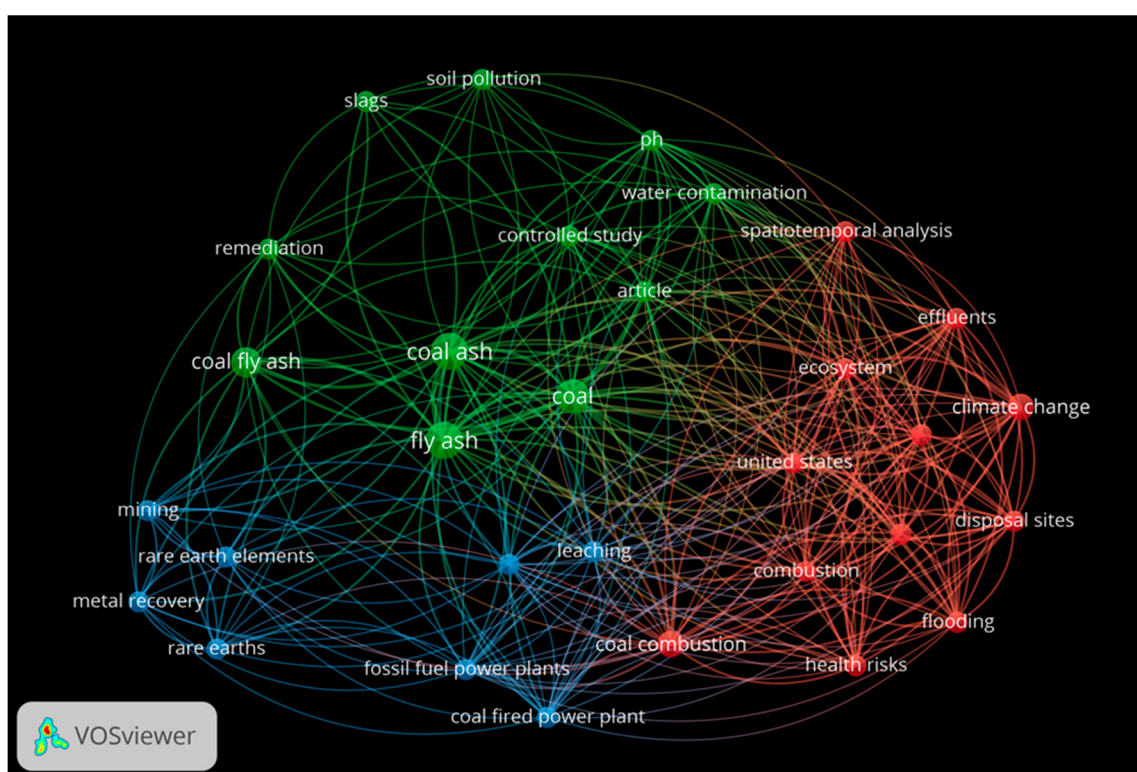 soil pollution
slags
ph
water contamination
spatiotemporal analysis
controlled study
remediation
article
effluents
coal ash
coal fly ash
ecosystem
coal
climate change
fly ash
united states
mining
disposal sites
leaching
rare earth elements
combustion
metal recovery
flooding
rare earths
coal combustion
health risks
fossil fuel power plants
coal fired power plant
VOSviewer